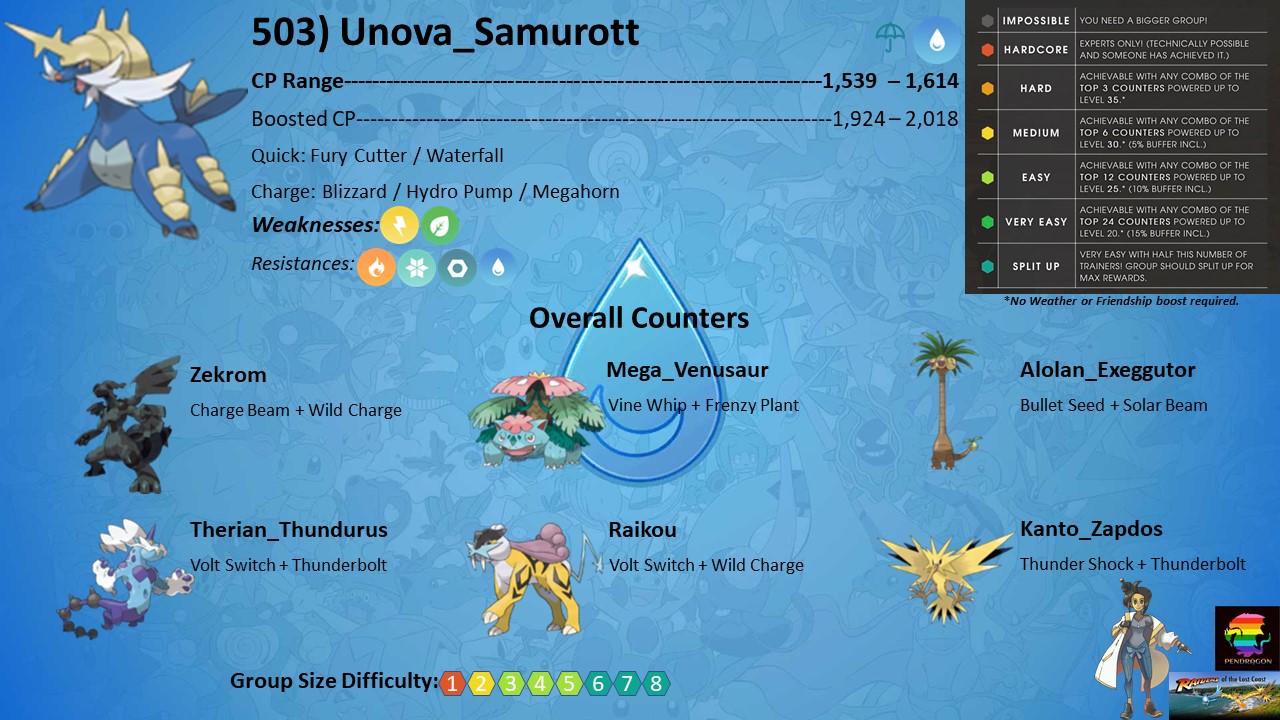 503) Unova_Samurott
CP Range--------------------------------------------------------------------1,539 – 1,614
Boosted CP--------------------------------------------------------------------1,924 – 2,018
Quick: Fury Cutter / Waterfall
Charge: Blizzard / Hydro Pump / Megahorn
Weaknesses:
Resistances:
IMPOSSIBLE YOU NEED A BIGGER GROUP!
HARDCORE EXPERTS ONLY! (TECHNICALLY POSSIBLE
AND SOMEONE HAS ACHIEVED IT.)
HARD ACHIEVABLE WITH ANY COMBO OF THE
TOP 3 COUNTERS POWERED UP TO
LEVEL 35.*
MEDIUM ACHIEVABLE WITH ANY COMBO OF THE
TOP 6 COUNTERS POWERED UP TO
LEVEL 30.* (5% BUFFER INCL.)
EASY ACHIEVABLE WITH ANY COMBO OF THE
TOP 12 COUNTERS POWERED UP TO
LEVEL 25.* (10% BUFFER INCL.)
VERY EASY ACHIEVABLE WITH ANY COMBO OF THE
TOP 24 COUNTERS POWERED UP TO
LEVEL 20.* (15% BUFFER INCL.)
SPLIT UP VERY EASY WITH HALF THIS NUMBER OF
TRAINERS! GROUP SHOULD SPLIT UP FOR
MAX REWARDS.
*No Weather or Friendship boost required.
Overall Counters
Zekrom
Charge Beam + Wild Charge
Mega_Venusaur
Vine Whip + Frenzy Plant
Alolan_Exeggutor
Bullet Seed + Solar Beam
Therian_Thundurus
Volt Switch + Thunderbolt
Raikou
Volt Switch + Wild Charge
Kanto_Zapdos
Thunder Shock + Thunderbolt
Group Size Difficulty: 1 2 3 4 5 6 7 8
PENDRAGON
RAIDERS of the Lost Coast